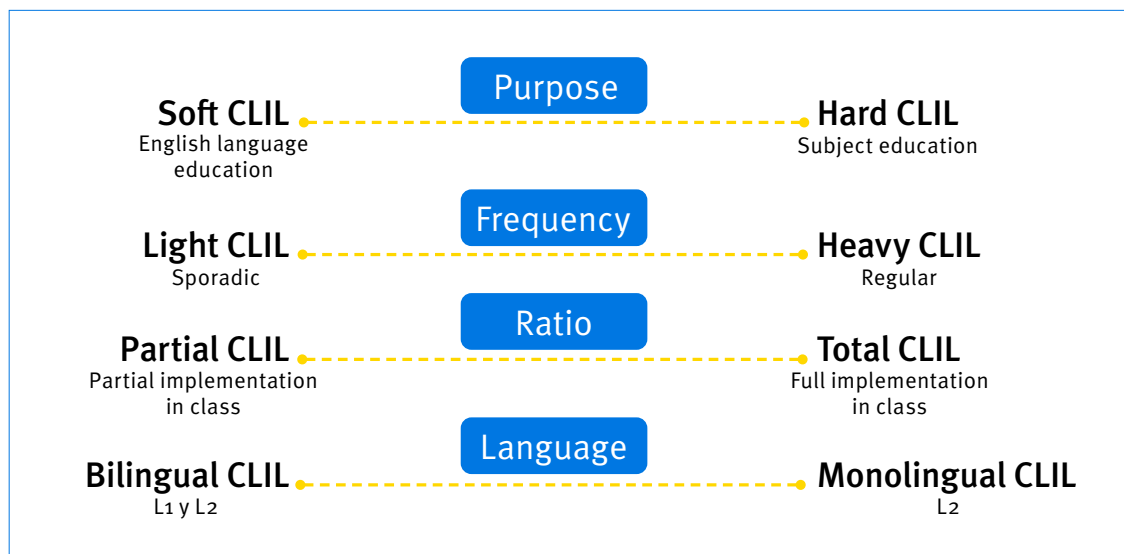 Purpose
Soft CLIL
English language
education
Hard CLIL
Subject education
Frequency
Light CLIL
Sporadic
Heavy CLIL
Regular
Ratio
Partial CLIL
Partial implementation
in class
Total CLIL
Full implementation
in class
Language
Bilingual CLIL
L1 y L2
Monolingual CLIL
L2